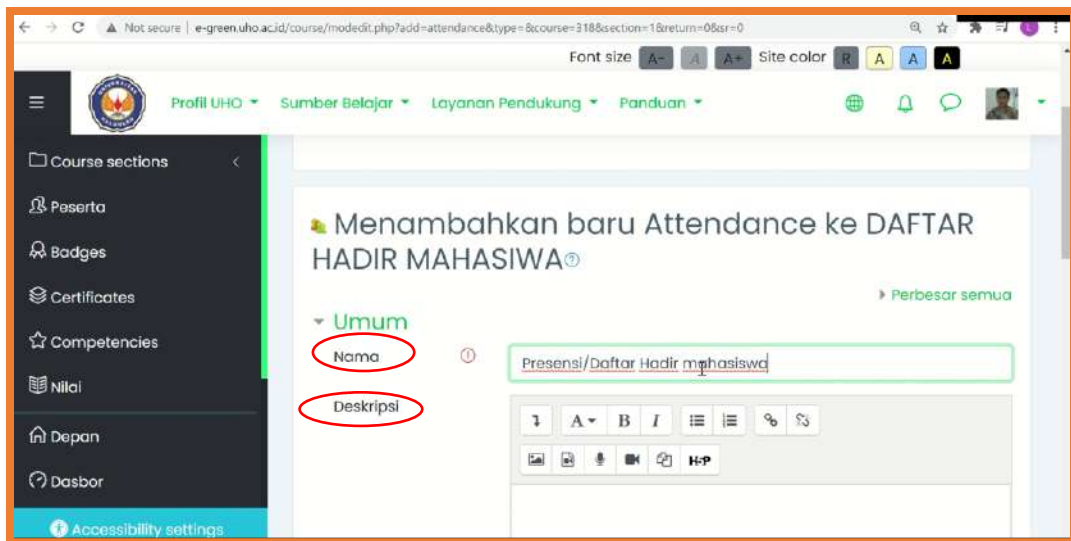 Not secure | e-green.uho.ac.id/course/modedit.php?add=attendance&type=&course=318&section=1&return=0&sr=0
Font size A- A A+ Site color R A A A
Profil UHO Sumber Belajar Layanan Pendukung Panduan
Course sections
Peserta
Badges
Certificates
Competencies
Nilai
Depan
Dasbor
Accessibility settings
Menambahkan baru Attendance ke DAFTAR
HADIR MAHASIWA
Perbesar semua
Umum
Nama
Presensi/Daftar Hadir mahasiswa
Deskripsi
A B I
H-P